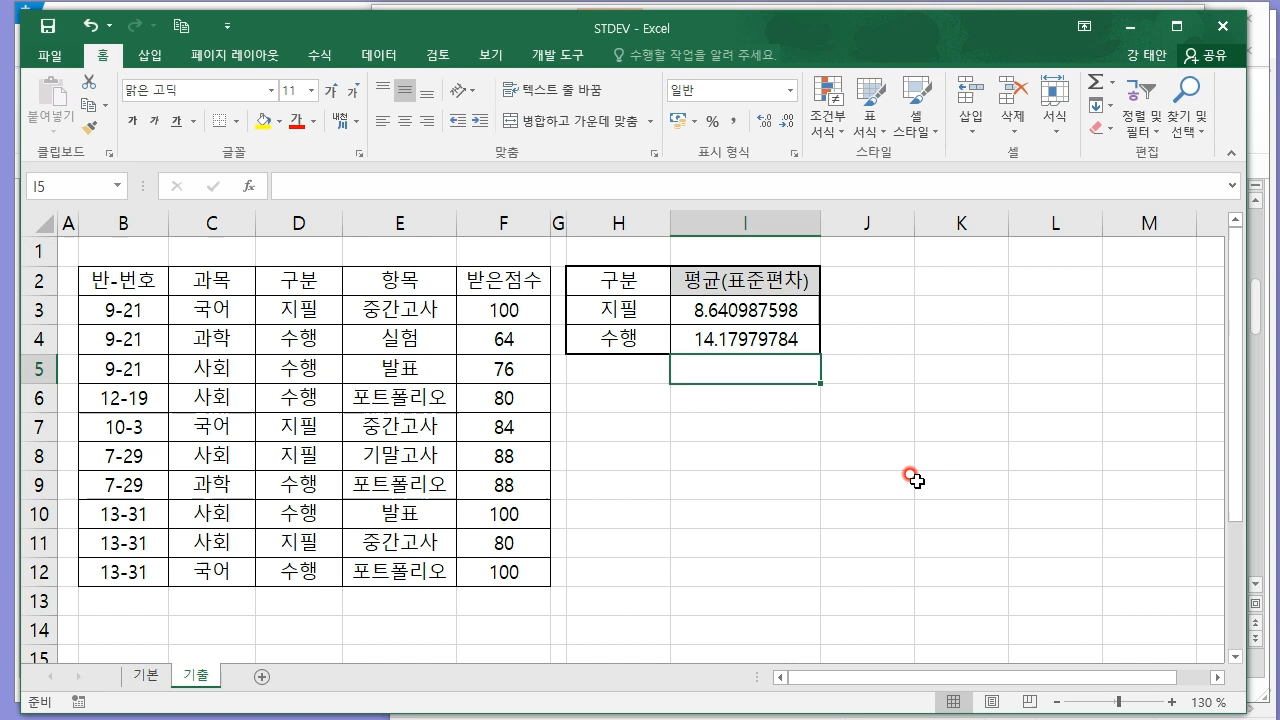 STDEV - Excel
파일 홈 삽입 페이지 레이아웃 수식 데이터 검토 보기 개발 도구 수행할 작업을 알려 주세요. 강 태안 공유
붙여넣기
맑은 고딕 11
가 가
가 가 가 가 내천
텍스트 줄 바꿈
병합하고 가운데 맞춤
일반
% ,
조건부 서식 표 서식 셀 스타일
삽입 삭제 서식
정렬 및 필터 찾기 및 선택
클립보드 글꼴 맞춤 표시 형식 스타일 셀 편집
I5 fx
A B C D E F G H I J K L M
1
2 반-번호 과목 구분 항목 받은점수 구분 평균(표준편차)
3 9-21 국어 지필 중간고사 100 지필 8.640987598
4 9-21 과학 수행 실험 64 수행 14.17979784
5 9-21 사회 수행 발표 76
6 12-19 사회 수행 포트폴리오 80
7 10-3 국어 지필 중간고사 84
8 7-29 사회 지필 기말고사 88
9 7-29 과학 수행 포트폴리오 88
10 13-31 사회 수행 발표 100
11 13-31 사회 지필 중간고사 80
12 13-31 국어 수행 포트폴리오 100
13
14
15
기본 기출
준비 130 %